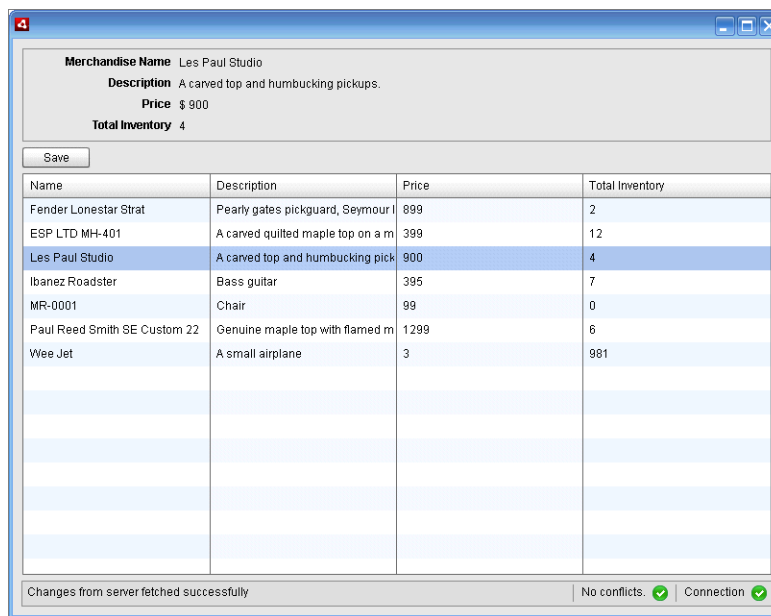 Merchandise Name Les Paul Studio
Description A carved top and humbucking pickups.
Price $ 900
Total Inventory 4
Save
Name Description Price Total Inventory
Fender Lonestar Strat Pearly gates pickguard, Seymour 899 2
ESP LTD MH-401 A carved quilted maple top on a m 399 12
Les Paul Studio A carved top and humbucking pick 900 4
Ibanez Roadster Bass guitar 395 7
MR-0001 Chair 99 0
Paul Reed Smith SE Custom 22 Genuine maple top with flamed m 1299 6
Wee Jet A small airplane 3 981
Changes from server fetched successfully No conflicts. Connection